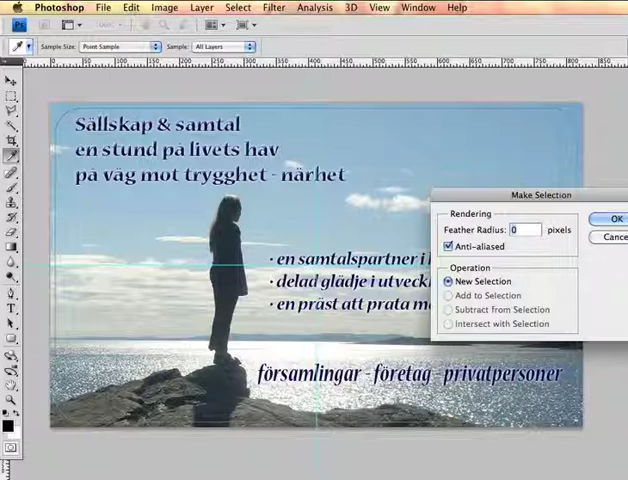 Photoshop File Edit Image Layer Select Filter Analysis 3D View Window Help
Sample Size: Point Sample Sample: All Layers
Sällskap & samtal
en stund på livets hav
på väg mot trygghet - närhet
Make Selection
Rendering
Feather Radius: 0 pixels
OK
Anti-aliased
Cance
· en samtalspartner i
Operation
· delad glädje i utveck
New Selection
Add to Selection
· en präst att prata m
Subtract from Selection
Intersect with Selection
församlingar - företag - privatpersoner